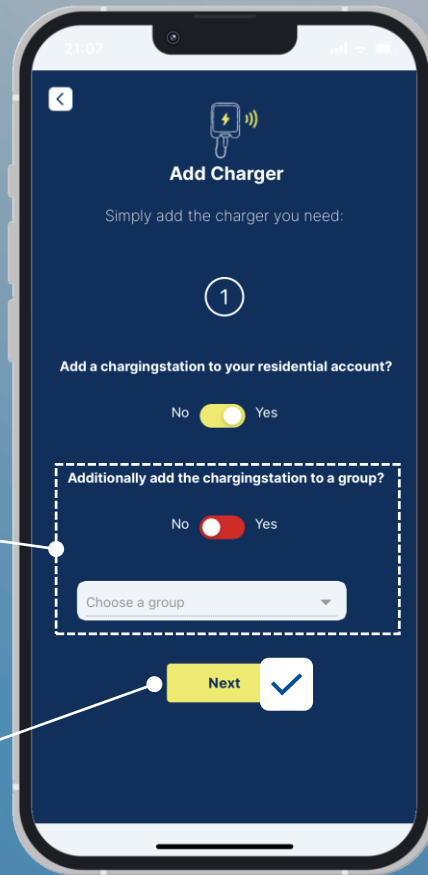 21:07
Add Charger
Simply add the charger you need:
1
Add a chargingstation to your residential account?
No Yes
Additionally add the chargingstation to a group?
No Yes
Choose a group
Next